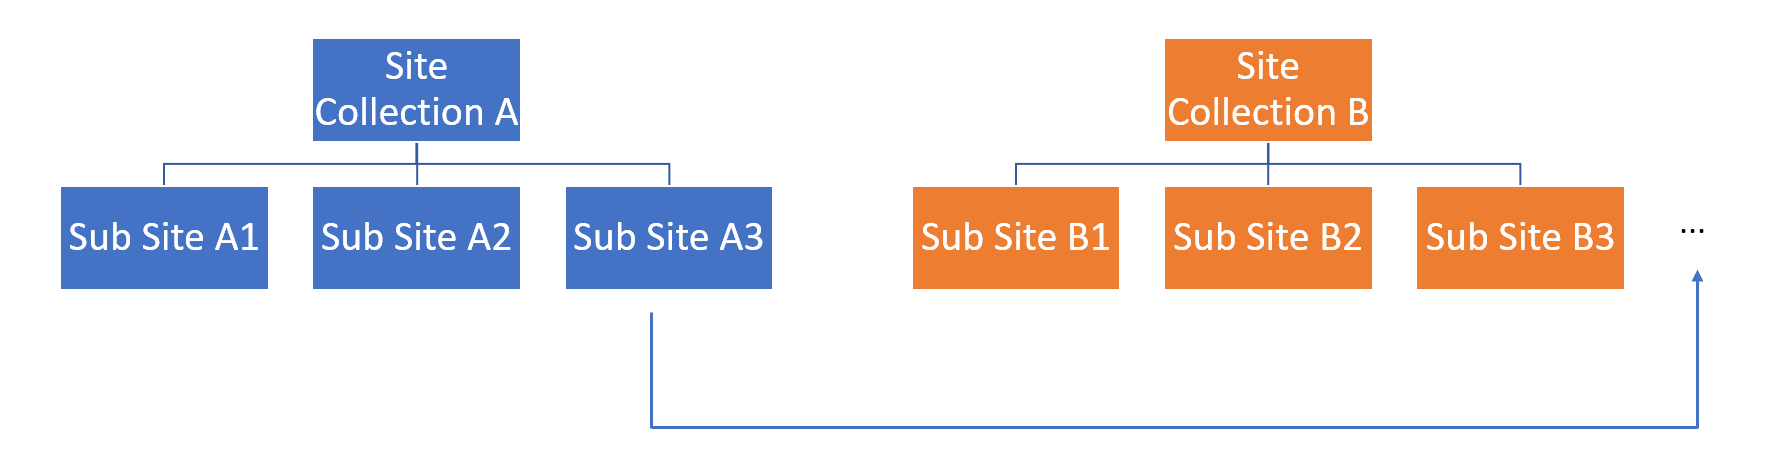 Site
Collection A
Site
Collection B
Sub Site A1
Sub Site A2
Sub Site A3
Sub Site B1
Sub Site B2
Sub Site B3
...